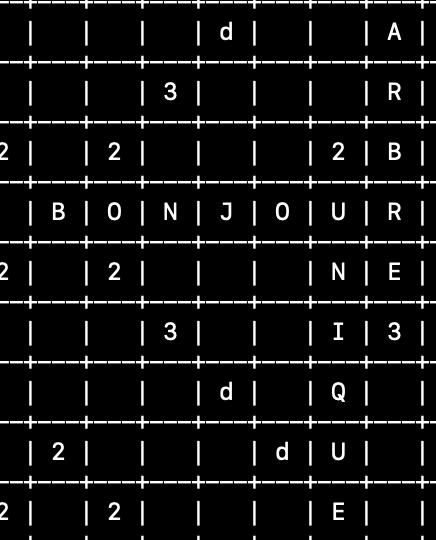 d A
3 R
2 2 2 B
B O N J O U R R
2 2 N E
3 I 3
d Q
2 d U
2 2 E